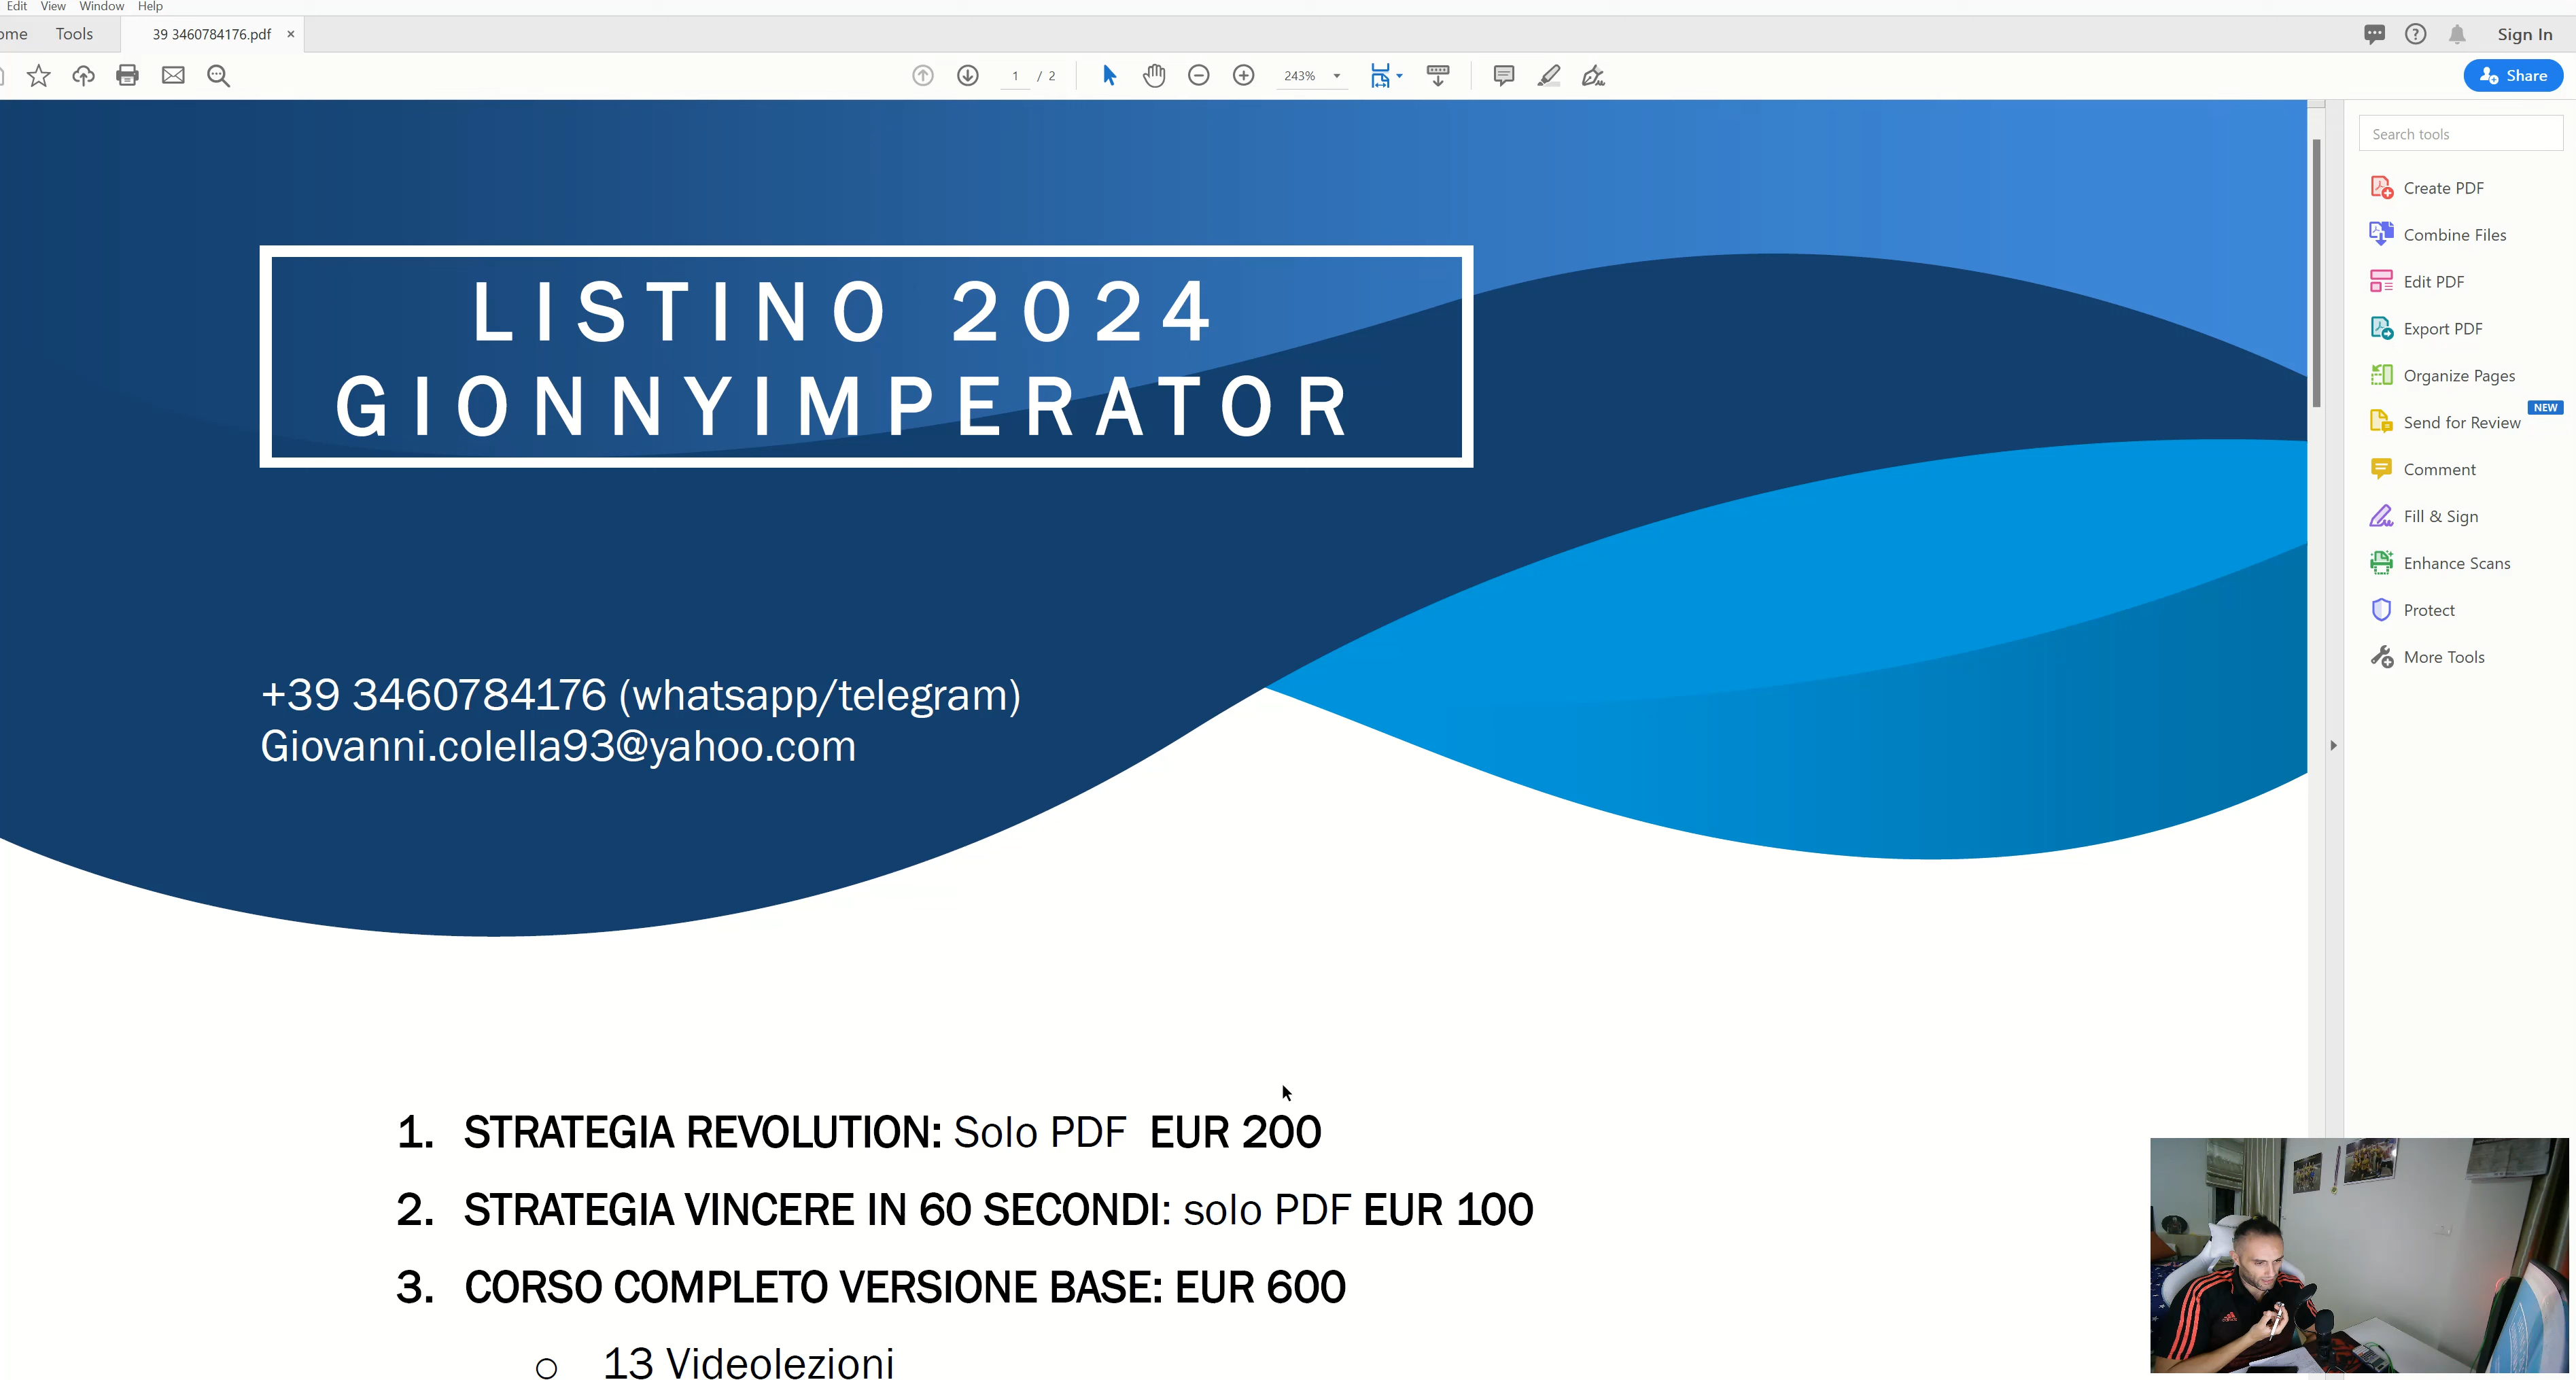 Edit View Window Help
ome Tools 39 3460784176.pdf × Sign In
1 / 2 243% Share
Search tools
Create PDF
Combine Files
Edit PDF
Export PDF
Organize Pages
NEW
Send for Review
Comment
Fill & Sign
Enhance Scans
Protect
More Tools
LISTINO 2024
GIONNYIMPERATOR
+39 3460784176 (whatsapp/telegram)
Giovanni.colella93@yahoo.com
1. STRATEGIA REVOLUTION: Solo PDF EUR 200
2. STRATEGIA VINCERE IN 60 SECONDI: solo PDF EUR 100
3. CORSO COMPLETO VERSIONE BASE: EUR 600
o 13 Videolezioni